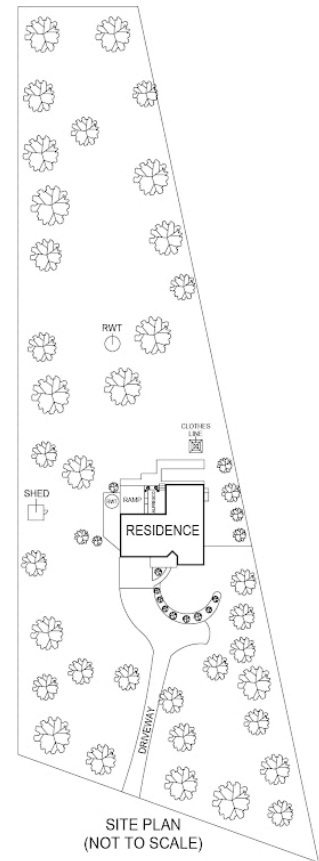 RWT
CLOTHES
LINE
SHED
RWT
RAMP
RESIDENCE
DRIVEWAY
SITE PLAN
(NOT TO SCALE)